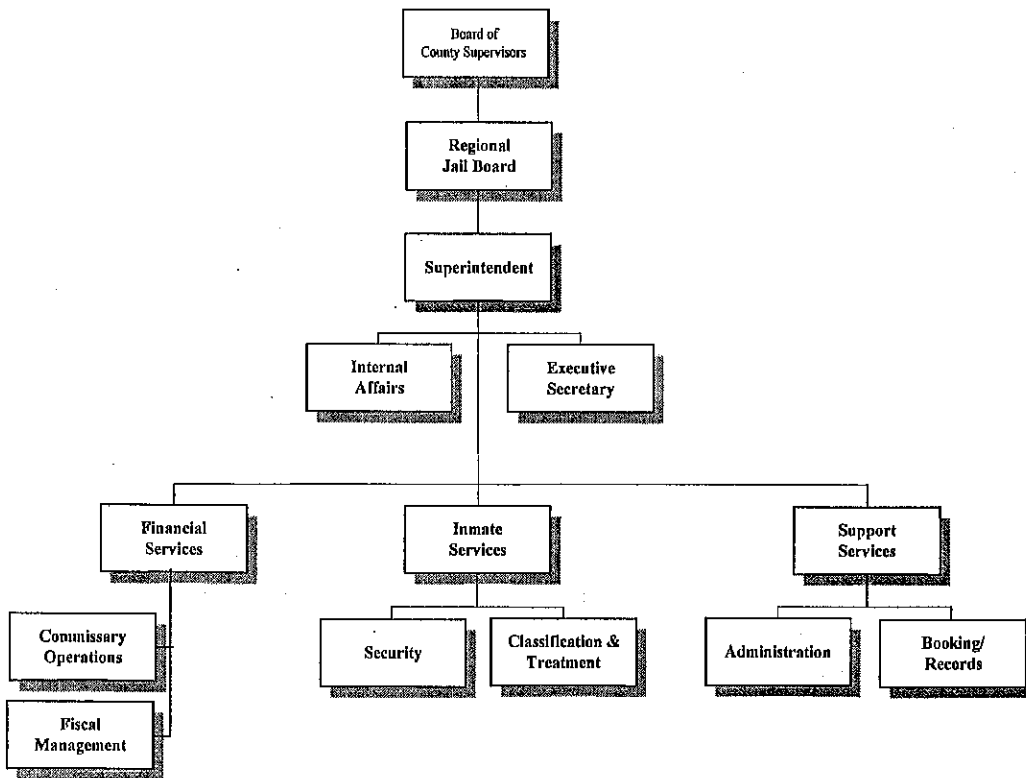 Board of
County Supervisors
Regional
Jail Board
Superintendent
Internal
Affairs
Executive
Secretary
Financial
Services
Inmate
Services
Support
Services
Commissary
Operations
Security
Classification &
Treatment
Administration
Booking/
Records
Fiscal
Management